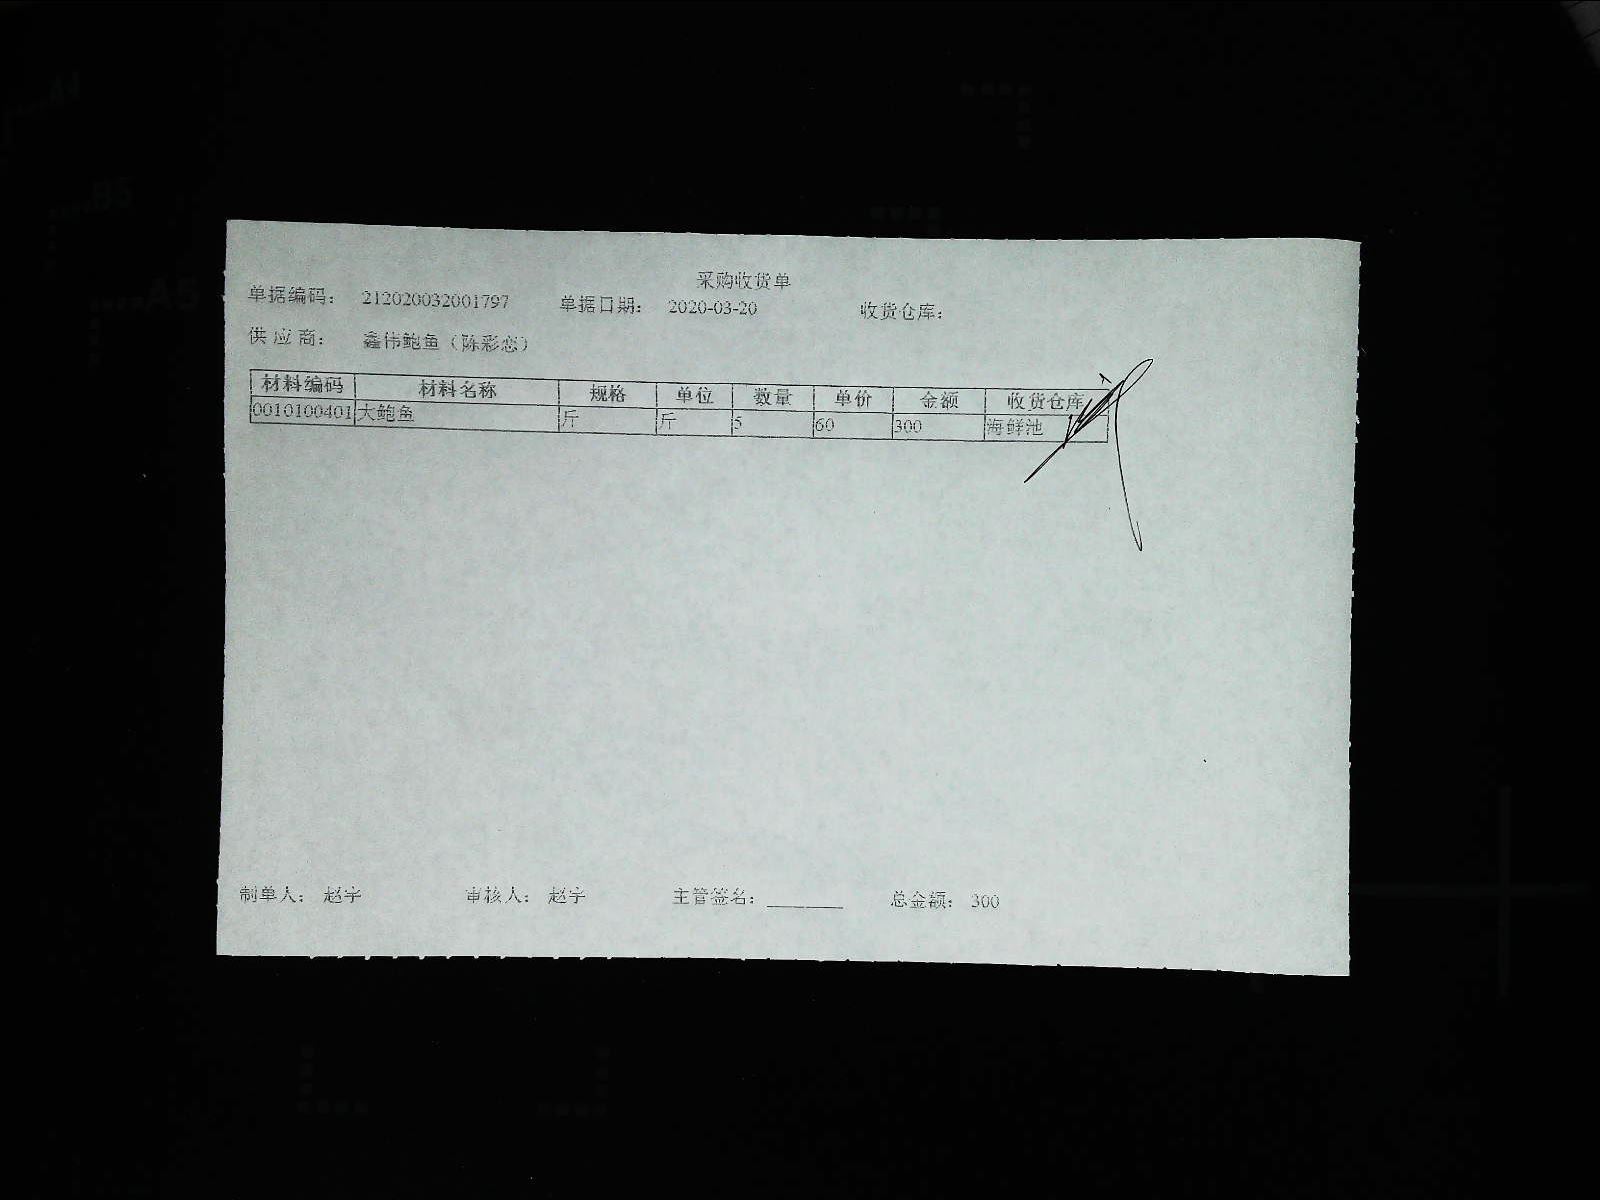 采购收货单
单据编码： 212020032001797 单据日期： 2020-03-20 收货仓库：
供应商： 鑫伟鲍鱼（陈彩恋）
材料编码 材料名称 规格 单位 数量 单价 金额 收货仓库
0010100401 大鲍鱼 斤 斤 5 60 300 海鲜池
制单人： 赵宇 审核人： 赵宇 主管签名：________ 总金额： 300